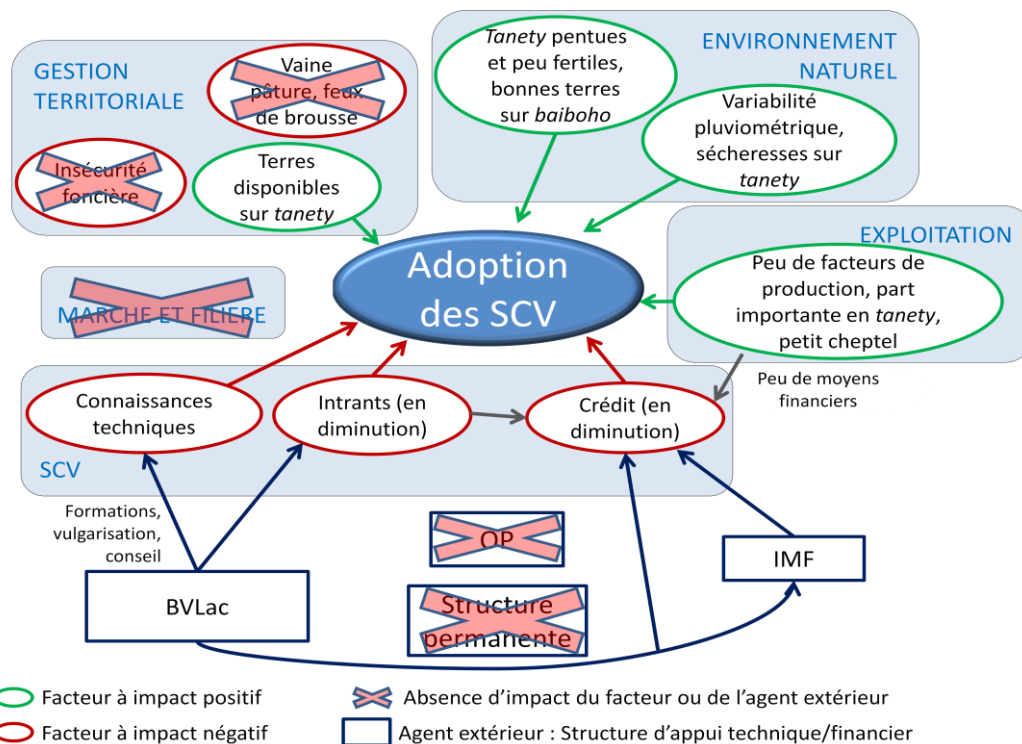 GESTION
TERRITORIALE
Vaine
pâture, feux
de brousse
Insécurité
foncière
Terres
disponibles
sur tanety
Tanety pentues
et peu fertiles,
bonnes terres
sur baiboho
ENVIRONNEMENT
NATUREL
Variabilité
pluviométrique,
sécheresses sur
tanety
MARCHE ET FILIERE
Adoption
des SCV
EXPLOITATION
Peu de facteurs de
production, part
importante en tanety,
petit cheptel
Peu de moyens
financiers
Connaissances
techniques
Intrants (en
diminution)
Crédit (en
diminution)
SCV
Formations,
vulgarisation,
conseil
BVLac
OP
Structure
permanente
IMF
Facteur à impact positif
Absence d'impact du facteur ou de l'agent extérieur
Facteur à impact négatif
Agent extérieur : Structure d'appui technique/financier